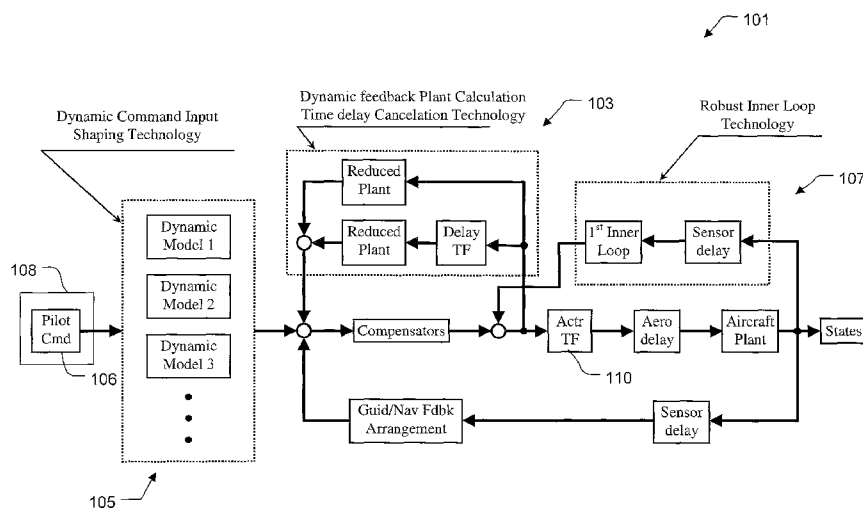 101
Dynamic feedback Plant Calculation
Time delay Cancelation Technology
103
Dynamic Command Input
Shaping Technology
Robust Inner Loop
Technology
107
Reduced
Plant
Reduced
Plant
Delay
TF
1st Inner
Loop
Sensor
delay
Dynamic
Model 1
Dynamic
Model 2
Dynamic
Model 3
108
Pilot
Cmd
106
Compensators
Actr
TF
110
Aero
delay
Aircraft
Plant
States
Guid/Nav Fdbk
Arrangement
Sensor
delay
105